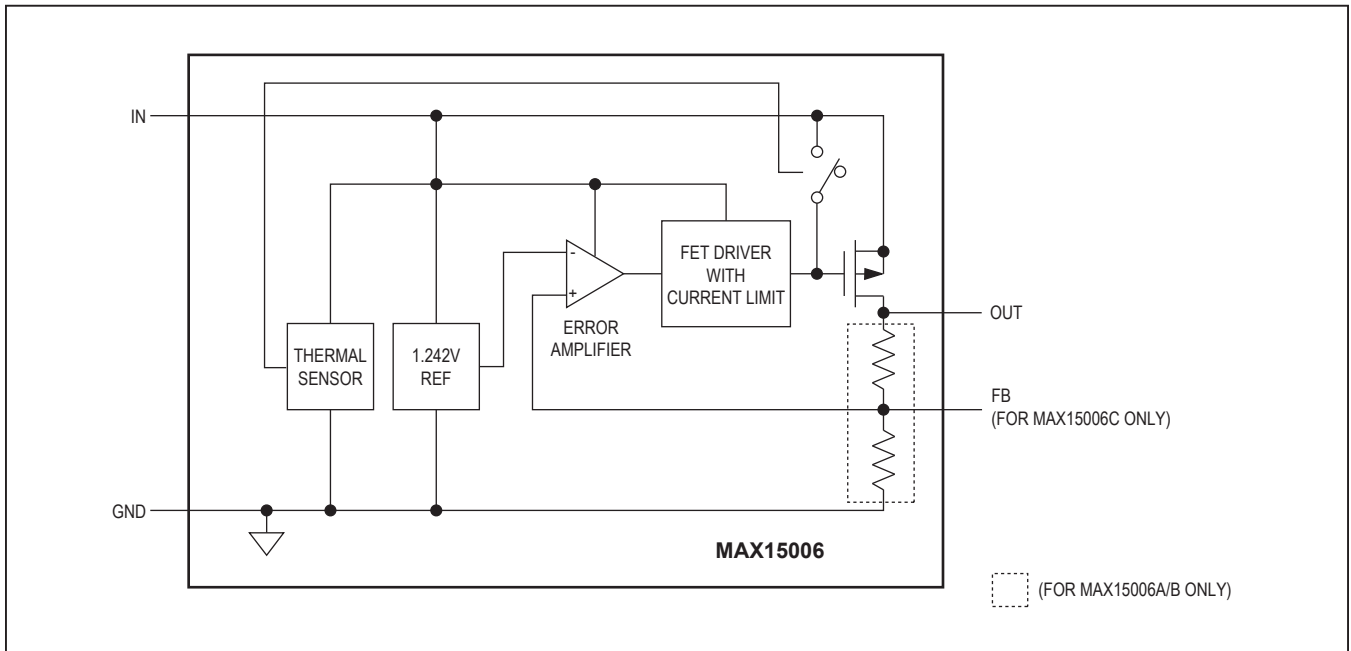 IN
FET DRIVER
WITH
CURRENT LIMIT
-
+
ERROR
AMPLIFIER
OUT
THERMAL
SENSOR
1.242V
REF
FB
(FOR MAX15006C ONLY)
GND
MAX15006
(FOR MAX15006A/B ONLY)